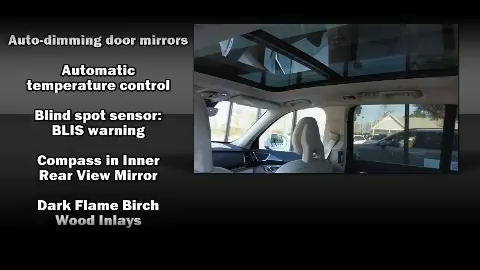 Auto-dimming door mirrors
Automatic
temperature control
Blind spot sensor:
BLIS warning
Compass in Inner
Rear View Mirror
Dark Flame Birch
Wood Inlays